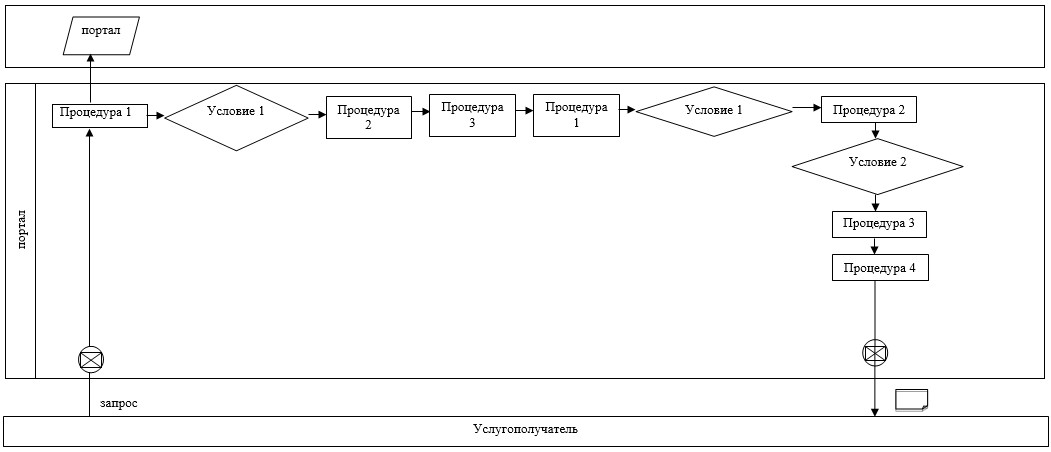 портал
портал
Процедура 1
Условие 1
Процедура
2
Процедура
3
Процедура
1
Условие 1
Процедура 2
Условие 2
Процедура 3
Процедура 4
запрос
Услугополучатель